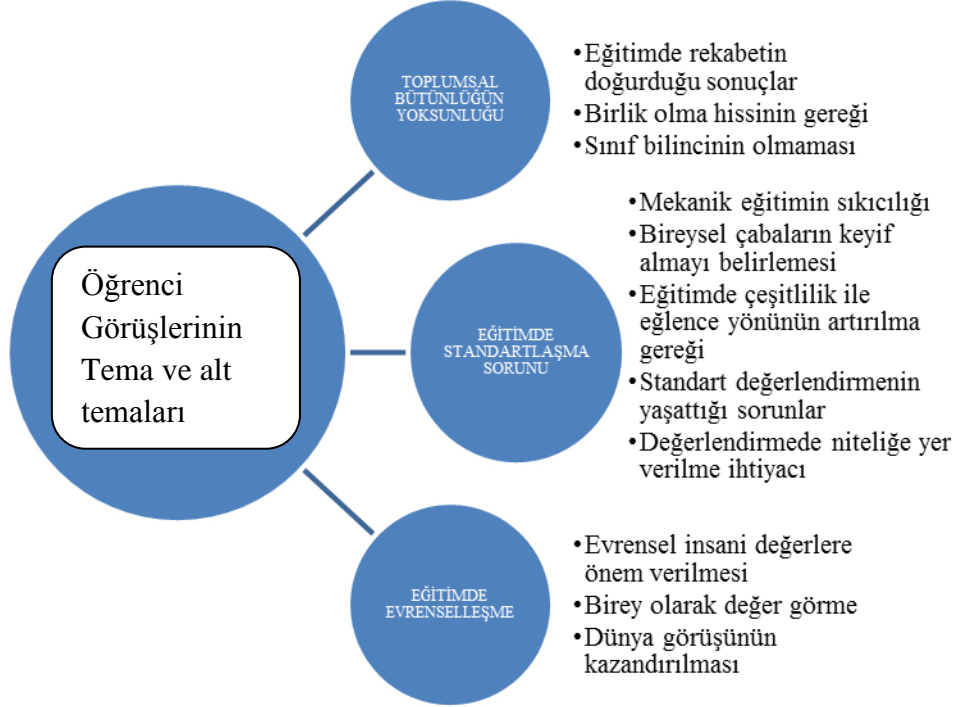 Öğrenci
Görüşlerinin
Tema ve alt
temaları
TOPLUMSAL
BÜTÜNLÜĞÜN
YOKSUNLUĞU
•Eğitimde rekabetin
doğurduğu sonuçlar
•Birlik olma hissinin gereği
•Sınıf bilincinin olmaması
EĞİTİMDE
STANDARTLAŞMA
SORUNU
•Mekanik eğitimin sıkıcılığı
•Bireysel çabaların keyif
almayı belirlemesi
•Eğitimde çeşitlilik ile
eğlence yönünün artırılma
gereği
•Standart değerlendirmenin
yaşattığı sorunlar
•Değerlendirmede niteliğe yer
verilme ihtiyacı
EĞİTİMDE
EVRENSELLEŞME
•Evrensel insani değerlere
önem verilmesi
•Birey olarak değer görme
•Dünya görüşünün
kazandırılması